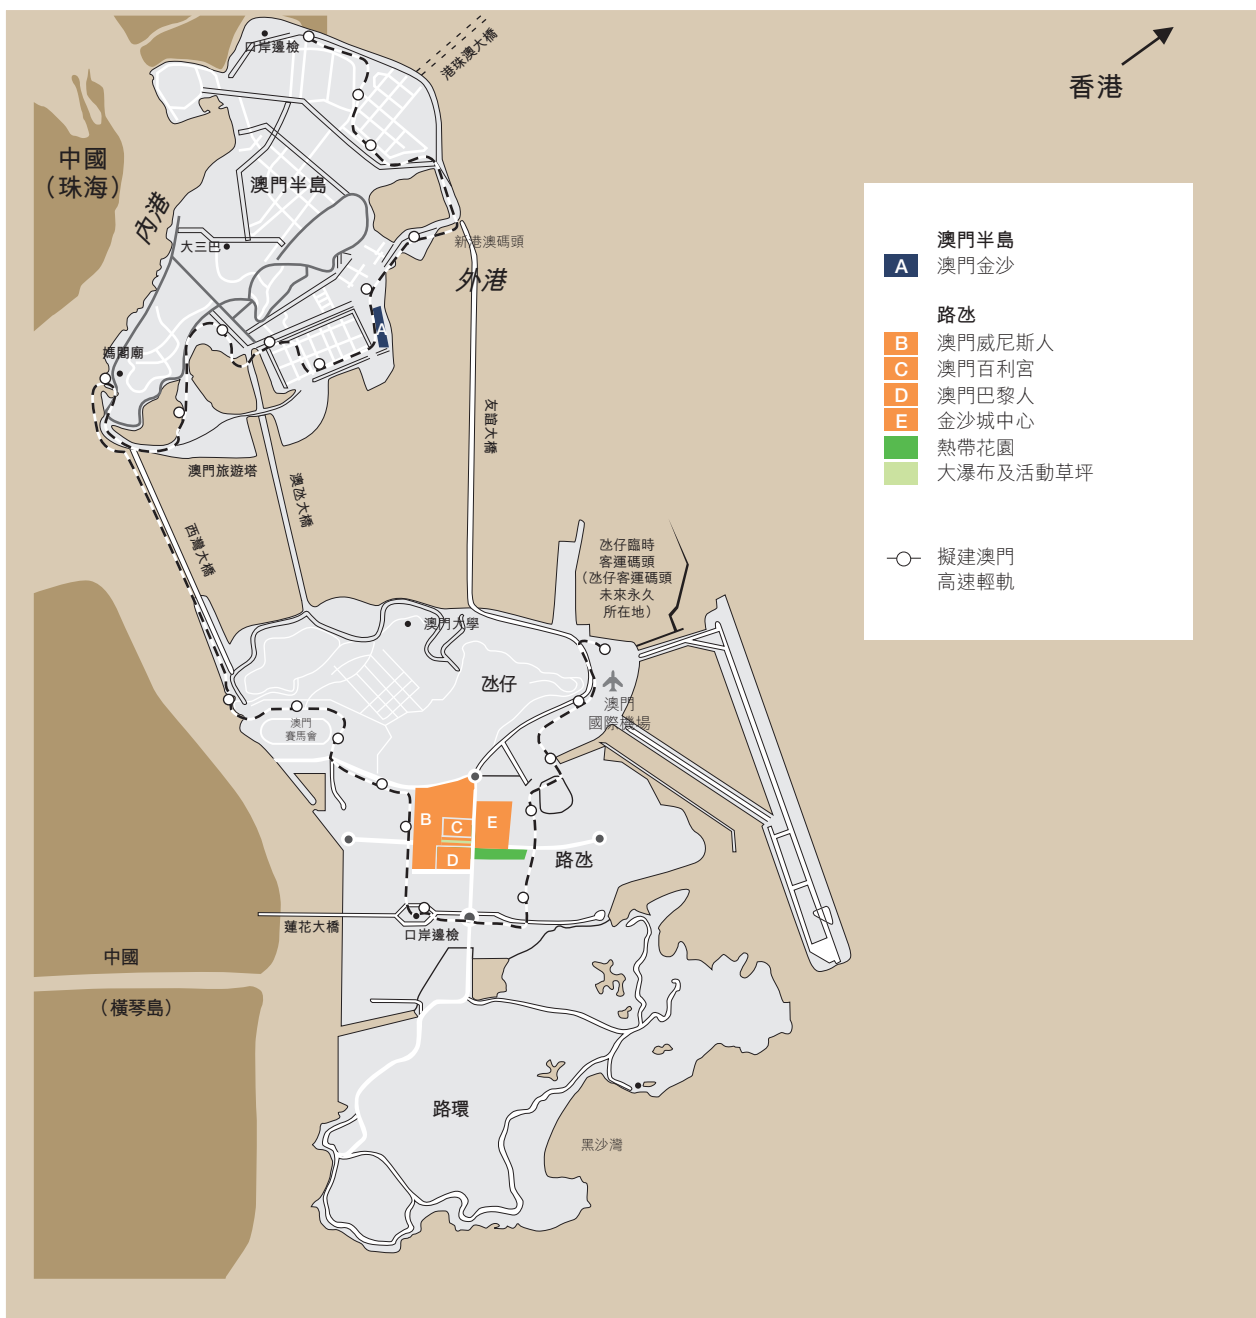 口岸邊檢
港珠澳大橋
香港
中國
（珠海）
內港
澳門半島
大三巴
新港澳碼頭
外港
A
媽閣廟
澳門旅遊塔
澳氹大橋
友誼大橋
西灣大橋
氹仔臨時
客運碼頭
（氹仔客運碼頭
未來永久
所在地）
澳門大學
氹仔
澳門
國際機場
澳門
賽馬會
B
C
E
D
路氹
蓮花大橋
口岸邊檢
中國
（橫琴島）
路環
黑沙灣
澳門半島
A 澳門金沙
路氹
B 澳門威尼斯人
C 澳門百利宮
D 澳門巴黎人
E 金沙城中心
熱帶花園
大瀑布及活動草坪
擬建澳門
高速輕軌